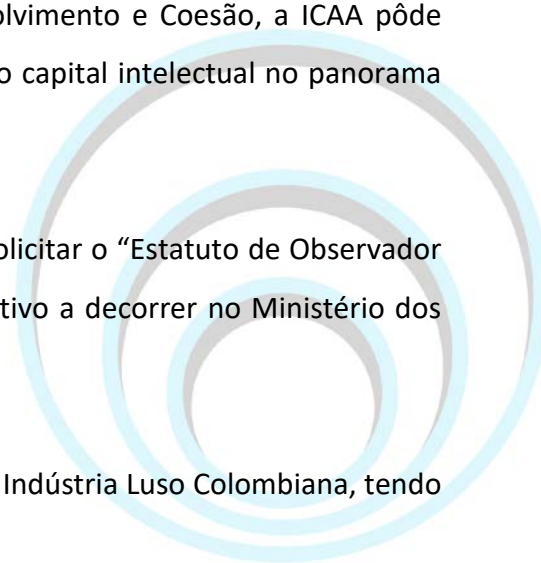 olvimento e Coesão, a ICAA pôde
o capital intelectual no panorama
olicitar o “Estatuto de Observador
tivo a decorrer no Ministério dos
Indústria Luso Colombiana, tendo